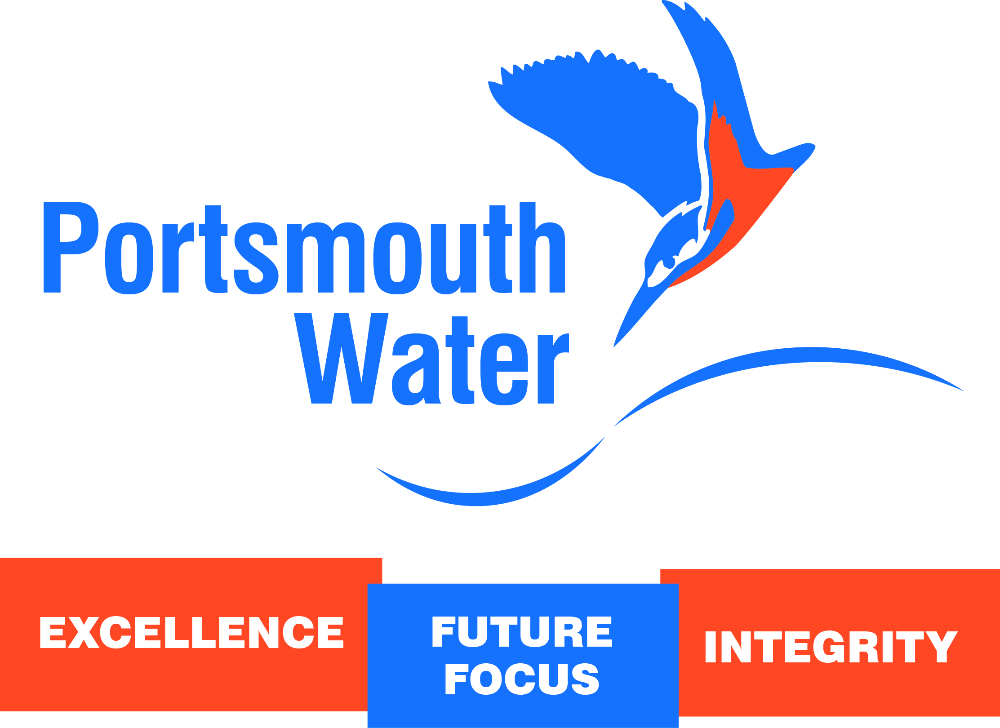 Portsmouth
Water
EXCELLENCE
FUTURE
FOCUS
INTEGRITY